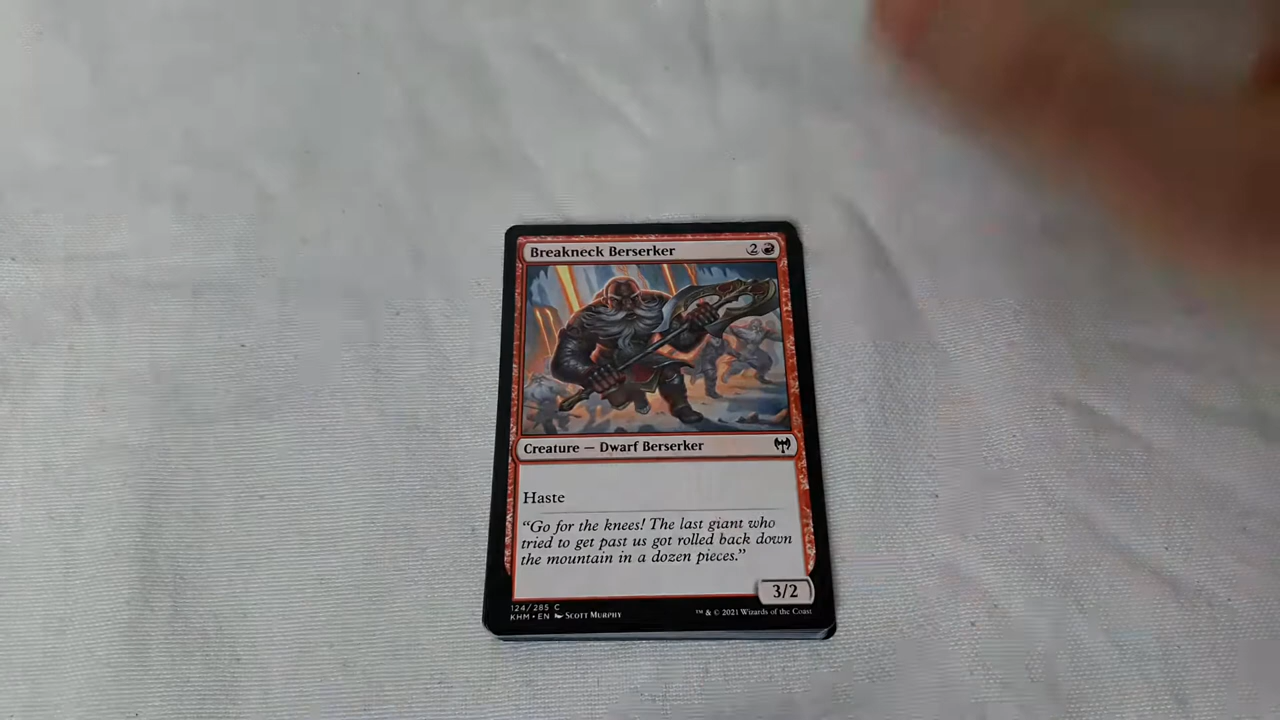 Breakneck Berserker 2
Creature — Dwarf Berserker
Haste
“Go for the knees! The last giant who
tried to get past us got rolled back down
the mountain in a dozen pieces.”
3/2
124/285 C
KHM • EN Scott Murphy
™ & © 2021 Wizards of the Coast